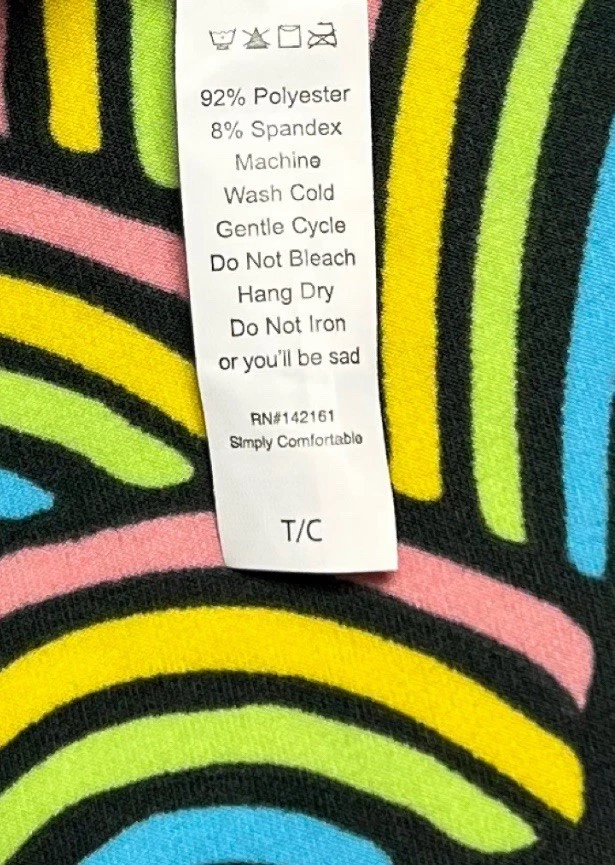 92% Polyester
8% Spandex
Machine
Wash Cold
Gentle Cycle
Do Not Bleach
Hang Dry
Do Not Iron
or you'll be sad
RN#142161
Simply Comfortable
T/C